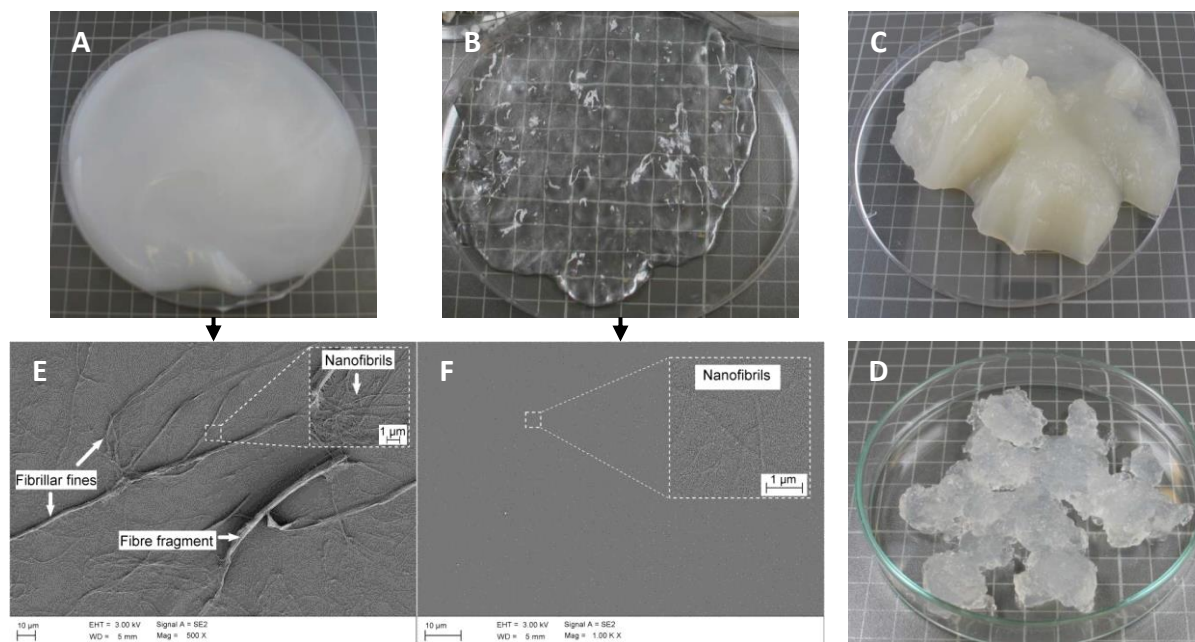 A
B
C
E
Nanofibrils
1 µm
Fibrillar fines
Fibre fragment
10 µm
EHT = 3.00 kV
Signal A = SE2
WD = 5 mm
Mag = 500 X
F
Nanofibrils
1 µm
10 µm
EHT = 3.00 kV
Signal A = SE2
WD = 5 mm
Mag = 1.00 K X
D